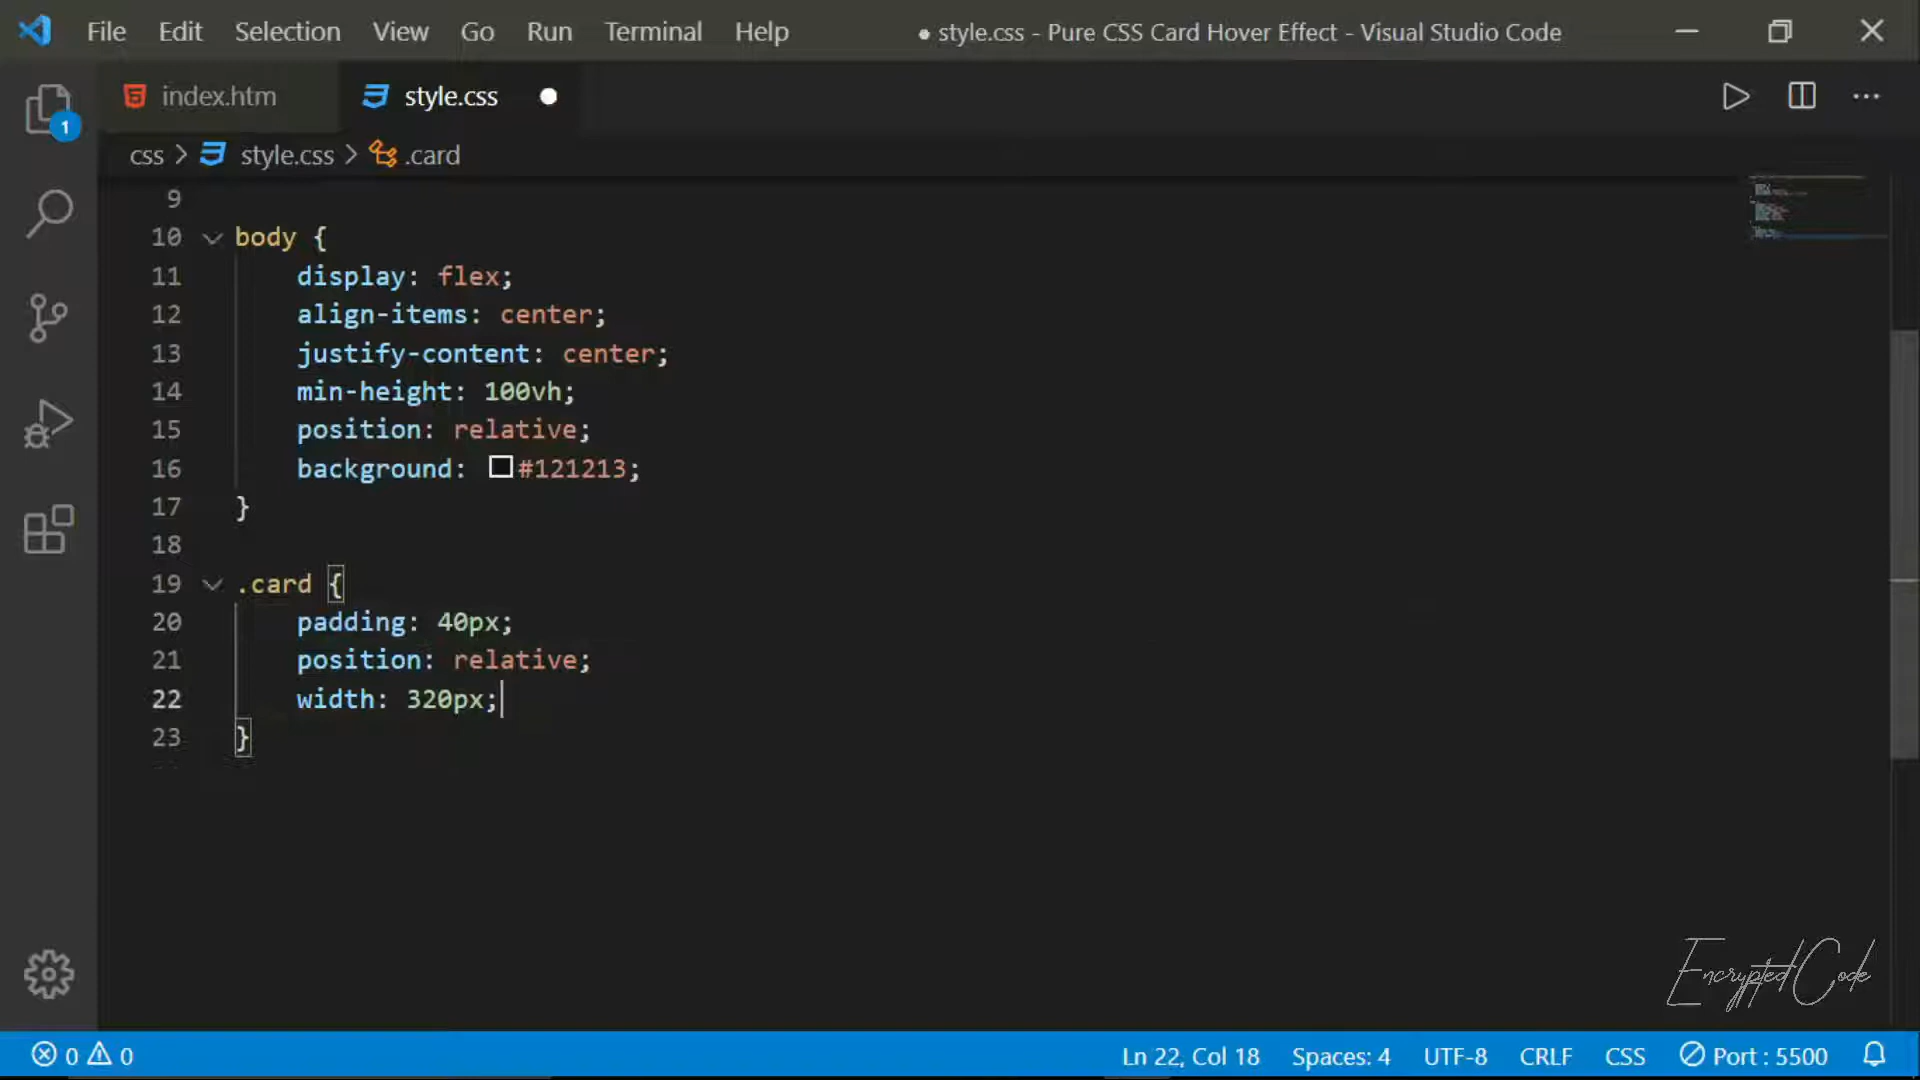 File Edit Selection View Go Run Terminal Help ● style.css - Pure CSS Card Hover Effect - Visual Studio Code
index.htm style.css
1
css > style.css > .card
9
10 body {
11 display: flex;
12 align-items: center;
13 justify-content: center;
14 min-height: 100vh;
15 position: relative;
16 background: #121213;
17 }
18
19 .card {
20 padding: 40px;
21 position: relative;
22 width: 320px;
23 }
EncryptedCode
0 0 Ln 22, Col 18 Spaces: 4 UTF-8 CRLF CSS Port : 5500